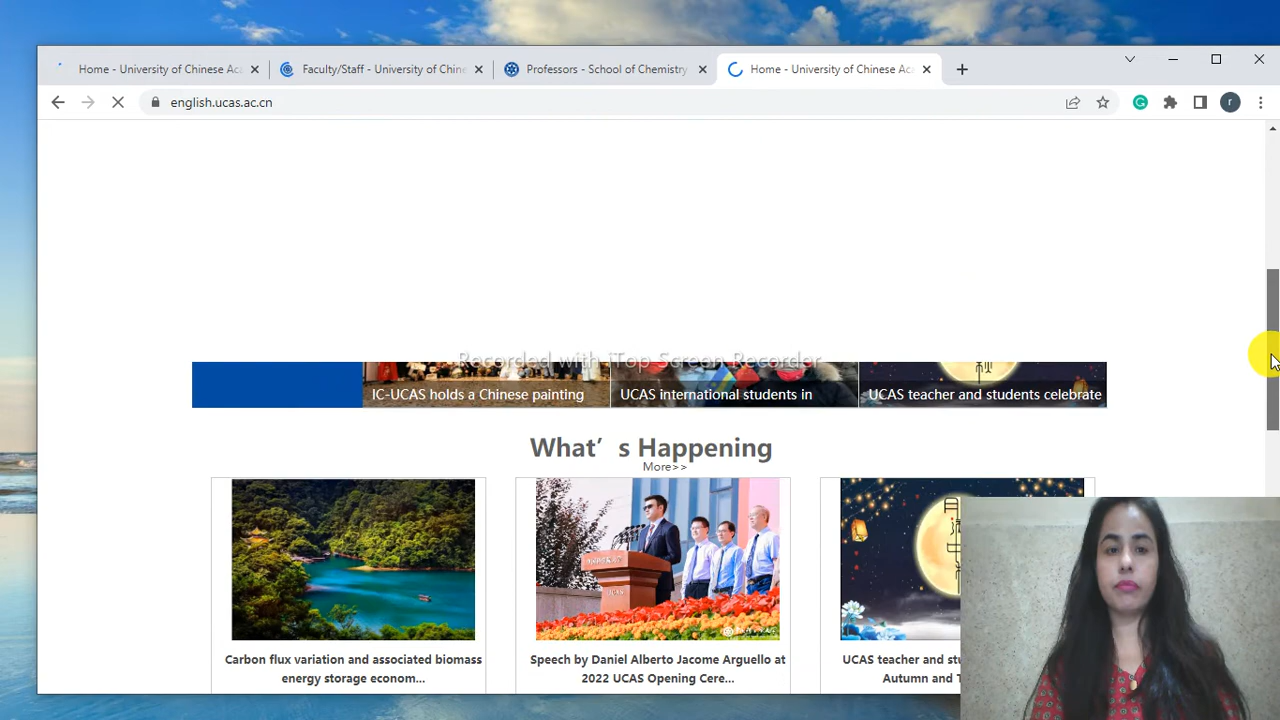 Home - University of Chinese Aca
Faculty/Staff - University of Chine
Professors - School of Chemistry
Home - University of Chinese Aca
english.ucas.ac.cn
r
Recorded with iTop Screen Recorder
IC-UCAS holds a Chinese painting
UCAS international students in
UCAS teacher and students celebrate
What’s Happening
More>>
Carbon flux variation and associated biomass
energy storage econom...
Speech by Daniel Alberto Jacome Arguello at
2022 UCAS Opening Cere...
UCAS teacher and stu
Autumn and T